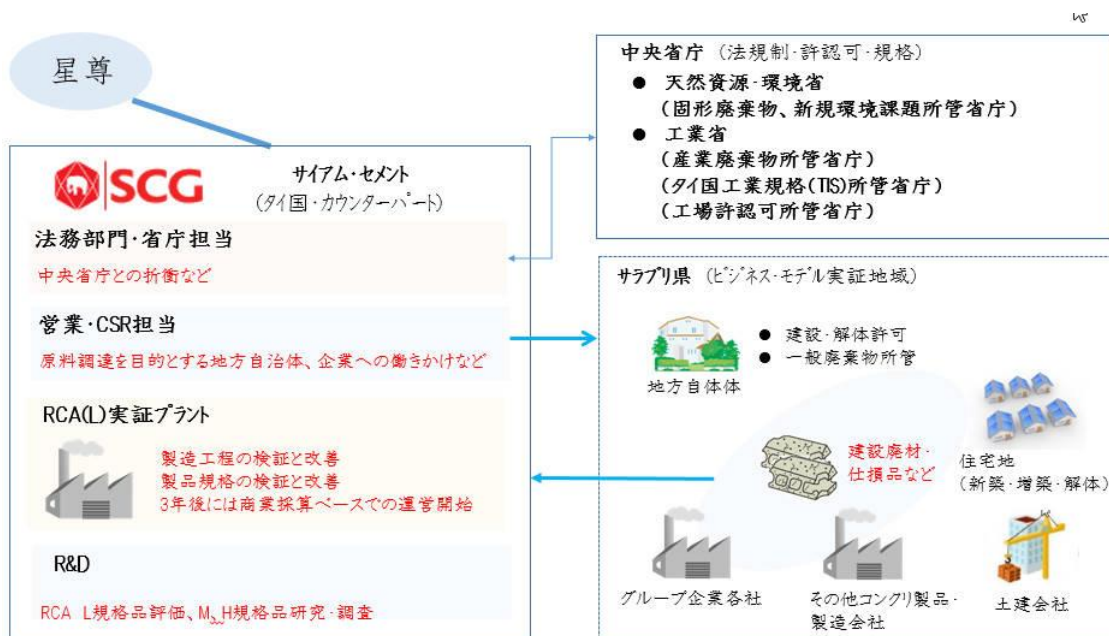 星尊
SCG
サイアム・セメント
(タイ国・カウンターパート)
法務部門・省庁担当
中央省庁との折衝など
営業・CSR担当
原料調達を目的とする地方自治体、企業への働きかけなど
RCA(L)実証プラント
製造工程の検証と改善
製品規格の検証と改善
3年後には商業採算ベースでの運営開始
R&D
RCA L規格品評価、M、H規格品研究・調査
中央省庁 (法規制・許認可・規格)
● 天然資源・環境省
(固形廃棄物、新規環境課題所管省庁)
● 工業省
(産業廃棄物所管省庁)
(タイ国工業規格(TIS)所管省庁)
(工場許認可所管省庁)
サラブリ県 (ビジネス・モデル実証地域)
● 建設・解体許可
● 一般廃棄物所管
地方自体体
建設廃材・
仕損品など
住宅地
(新築・増築・解体)
グループ企業各社
その他コンクリ製品・
製造会社
土建会社